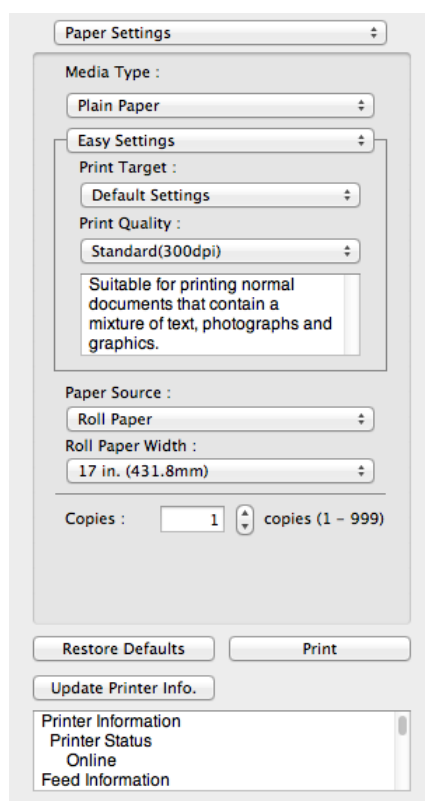 Paper Settings
Media Type :
Plain Paper
Easy Settings
Print Target :
Default Settings
Print Quality :
Standard(300dpi)
Suitable for printing normal
documents that contain a
mixture of text, photographs and
graphics.
Paper Source :
Roll Paper
Roll Paper Width :
17 in. (431.8mm)
Copies : 1 copies (1 – 999)
Restore Defaults Print
Update Printer Info.
Printer Information
Printer Status
Online
Feed Information